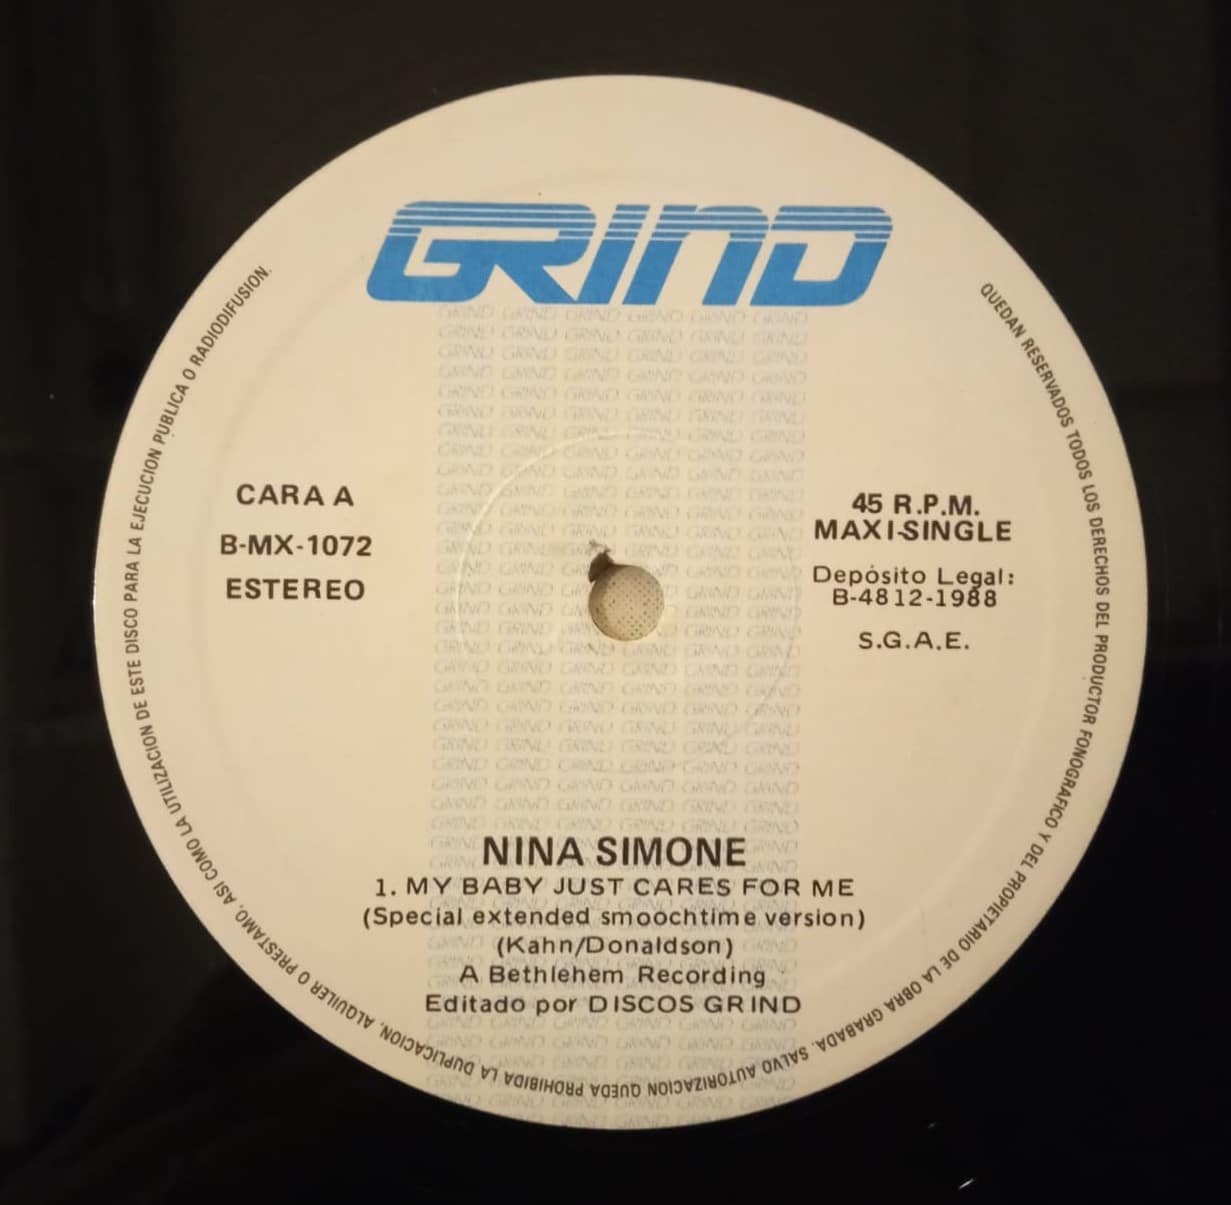 GRIND
CARA A
B-MX-1072
ESTEREO
45 R.P.M.
MAXI-SINGLE
Depósito Legal:
B-4812-1988
S.G.A.E.
NINA SIMONE
1. MY BABY JUST CARES FOR ME
(Special extended smoochtime version)
(Kahn/Donaldson)
A Bethlehem Recording
Editado por DISCOS GRIND
QUEDAN RESERVADOS TODOS LOS DERECHOS DEL PRODUCTOR FONOGRAFICO Y DEL PROPIETARIO DE LA OBRA GRABADA. SALVO AUTORIZACION QUEDA PROHIBIDA LA DUPLICACION, ALQUILER O PRESTAMO, ASI COMO LA UTILIZACION DE ESTE DISCO PARA LA EJECUCION PUBLICA O RADIODIFUSION.